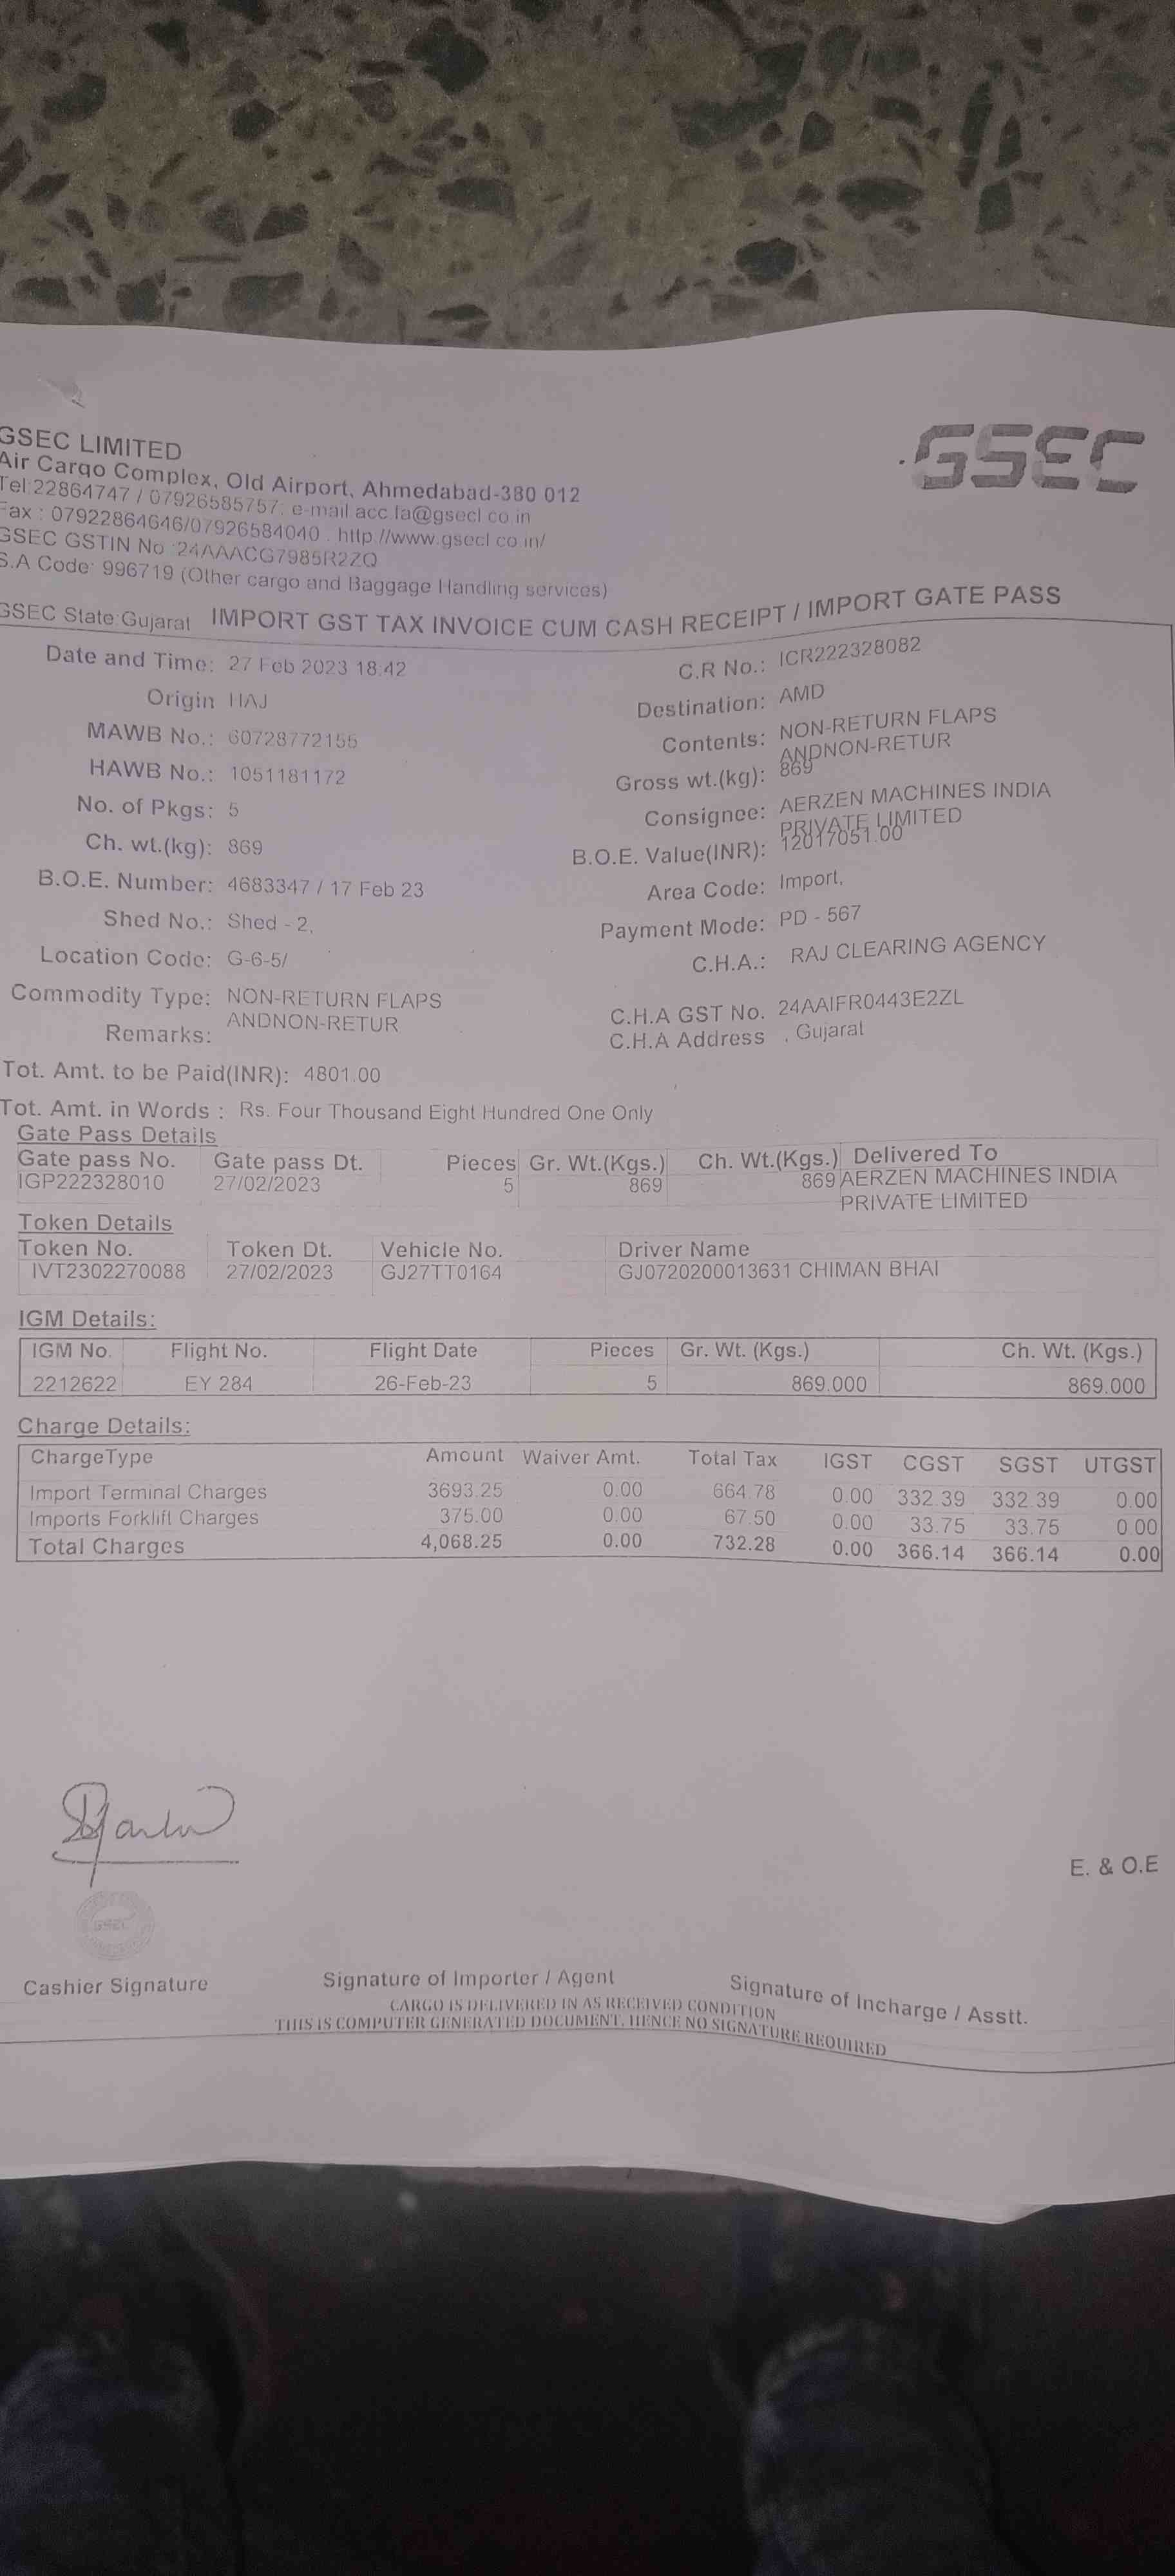 GSEC LIMITED
GSEC
Air Cargo Complex, Old Airport, Ahmedabad-380 012
Tel:22864747 / 07926585757, e-mail acc.fa@gsecl.co.in
Fax : 07922864646/07926584040 . http://www.gsecl.co.in/
GSEC GSTIN No :24AAACG7985R2ZQ
S.A Code: 996719 (Other cargo and Baggage Handling services)
GSEC State:Gujarat IMPORT GST TAX INVOICE CUM CASH RECEIPT / IMPORT GATE PASS
Date and Time: 27 Feb 2023 18:42 C.R No.: ICR222328082
Origin HAJ Destination: AMD
MAWB No.: 60728772155 Contents: NON-RETURN FLAPS
ANDNON-RETUR
HAWB No.: 1051181172 Gross wt.(kg): 869
No. of Pkgs: 5 Consignee: AERZEN MACHINES INDIA
PRIVATE LIMITED
Ch. wt.(kg): 869 B.O.E. Value(INR): 12017051.00
B.O.E. Number: 4683347 / 17 Feb 23 Area Code: Import,
Shed No.: Shed - 2, Payment Mode: PD - 567
Location Code: G-6-5/ C.H.A.: RAJ CLEARING AGENCY
Commodity Type: NON-RETURN FLAPS C.H.A GST No. 24AAIFR0443E2ZL
ANDNON-RETUR
Remarks: C.H.A Address , Gujarat
Tot. Amt. to be Paid(INR): 4801.00
Tot. Amt. in Words : Rs. Four Thousand Eight Hundred One Only
Gate Pass Details
Gate pass No. Gate pass Dt. Pieces Gr. Wt.(Kgs.) Ch. Wt.(Kgs.) Delivered To
IGP222328010 27/02/2023 5 869 869 AERZEN MACHINES INDIA
PRIVATE LIMITED
Token Details
Token No. Token Dt. Vehicle No. Driver Name
IVT2302270088 27/02/2023 GJ27TT0164 GJ0720200013631 CHIMAN BHAI
IGM Details:
IGM No. Flight No. Flight Date Pieces Gr. Wt. (Kgs.) Ch. Wt. (Kgs.)
2212622 EY 284 26-Feb-23 5 869.000 869.000
Charge Details:
ChargeType Amount Waiver Amt. Total Tax IGST CGST SGST UTGST
Import Terminal Charges 3693.25 0.00 664.78 0.00 332.39 332.39 0.00
Imports Forklift Charges 375.00 0.00 67.50 0.00 33.75 33.75 0.00
Total Charges 4,068.25 0.00 732.28 0.00 366.14 366.14 0.00
E. & O.E
GSEC
Cashier Signature Signature of Importer / Agent Signature of Incharge / Asstt.
CARGO IS DELIVERED IN AS RECEIVED CONDITION
THIS IS COMPUTER GENERATED DOCUMENT, HENCE NO SIGNATURE REQUIRED